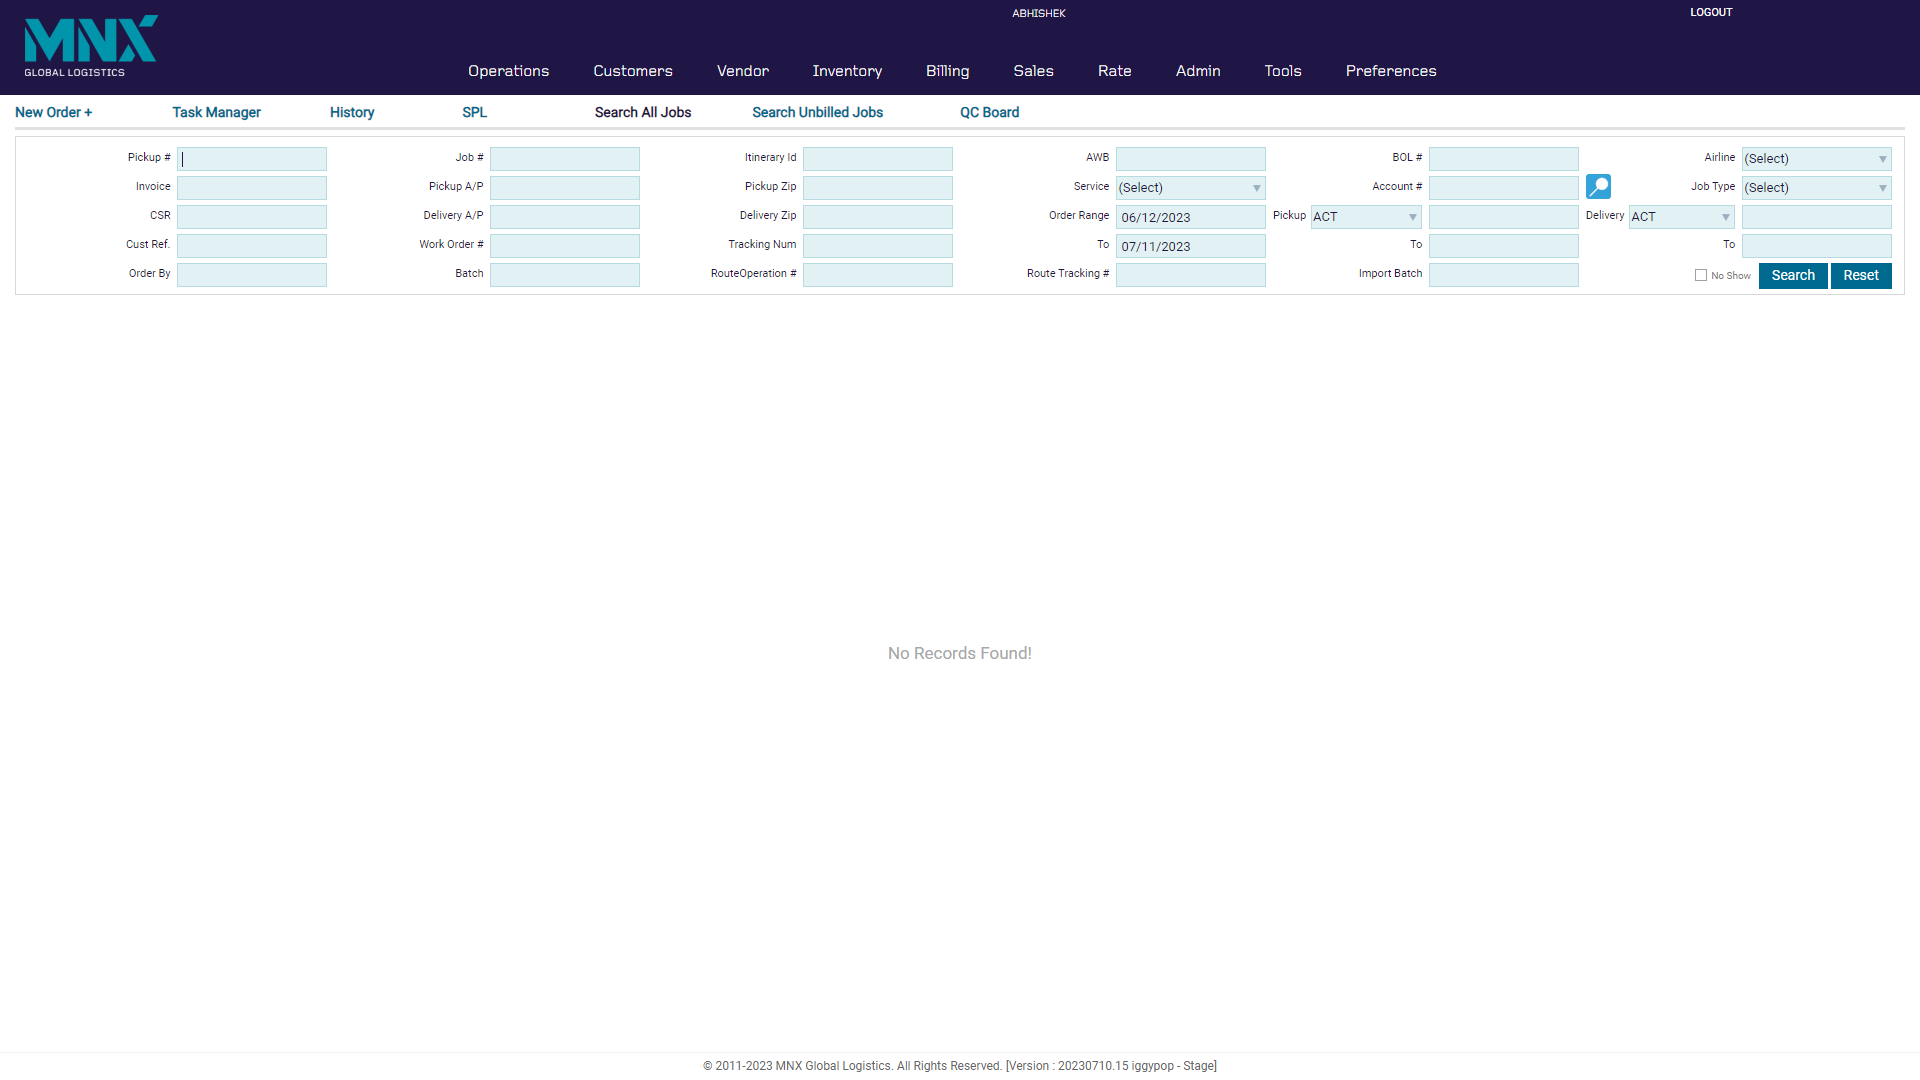 MNX
GLOBAL LOGISTICS
ABHISHEK
LOGOUT
Operations Customers Vendor Inventory Billing Sales Rate Admin Tools Preferences
New Order + Task Manager History SPL Search All Jobs Search Unbilled Jobs QC Board
Pickup # Job # Itinerary Id AWB BOL # Airline (Select)
Invoice Pickup A/P Pickup Zip Service (Select) Account # Job Type (Select)
CSR Delivery A/P Delivery Zip Order Range 06/12/2023 Pickup ACT Delivery ACT
Cust Ref. Work Order # Tracking Num To 07/11/2023 To To
Order By Batch RouteOperation # Route Tracking # Import Batch No Show Search Reset
No Records Found!
© 2011-2023 MNX Global Logistics. All Rights Reserved. [Version : 20230710.15 iggypop - Stage]